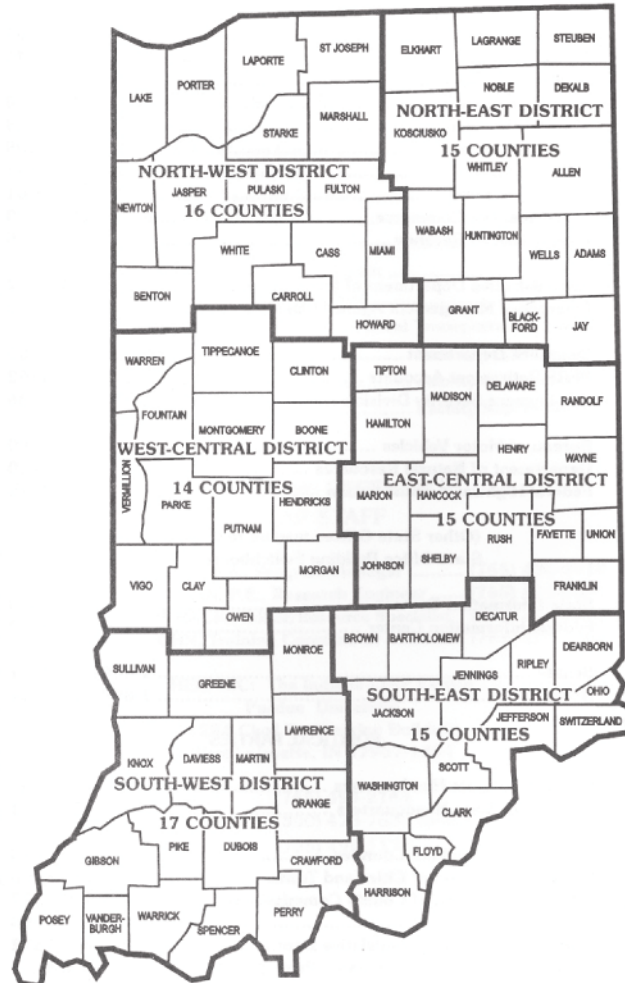 ST JOSEPH
LAPORTE
ELKHART
LAGRANGE
STEUBEN
LAKE
PORTER
NOBLE
DEKALB
MARSHALL
NORTH-EAST DISTRICT
STARKE
KOSCIUSKO
15 COUNTIES
WHITLEY
ALLEN
NORTH-WEST DISTRICT
JASPER
PULASKI
FULTON
NEWTON
16 COUNTIES
WABASH
HUNTINGTON
WHITE
CASS
MIAMI
WELLS
ADAMS
BENTON
CARROLL
HOWARD
GRANT
BLACK-
FORD
JAY
TIPPECANOE
WARREN
CLINTON
TIPTON
MADISON
DELAWARE
RANDOLF
FOUNTAIN
MONTGOMERY
BOONE
HAMILTON
WEST-CENTRAL DISTRICT
HENRY
WAYNE
EAST-CENTRAL DISTRICT
VERMILLION
14 COUNTIES
PARKE
HENDRICKS
MARION
HANCOCK
15 COUNTIES
PUTNAM
RUSH
FAYETTE
UNION
SHELBY
VIGO
CLAY
MORGAN
JOHNSON
FRANKLIN
OWEN
DECATUR
MONROE
BROWN
BARTHOLOMEW
DEARBORN
SULLIVAN
RIPLEY
JENNINGS
GREENE
OHIO
SOUTH-EAST DISTRICT
JACKSON
JEFFERSON
SWITZERLAND
LAWRENCE
15 COUNTIES
KNOX
DAVIESS
MARTIN
SCOTT
SOUTH-WEST DISTRICT
WASHINGTON
ORANGE
CLARK
17 COUNTIES
PIKE
DUBOIS
GIBSON
CRAWFORD
FLOYD
HARRISON
POSEY
VANDER-
BURGH
WARRICK
SPENCER
PERRY